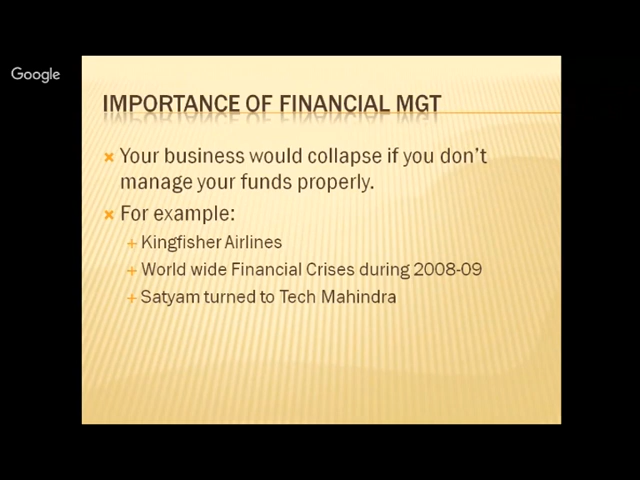 Google
IMPORTANCE OF FINANCIAL MGT
Your business would collapse if you don't
manage your funds properly.
For example:
Kingfisher Airlines
World wide Financial Crises during 2008-09
Satyam turned to Tech Mahindra